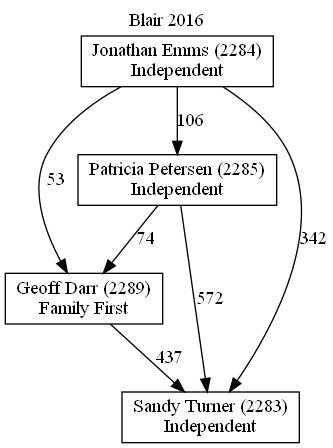 Blair 2016
Jonathan Emms (2284)
Independent
106
Patricia Petersen (2285)
Independent
53
74
342
Geoff Darr (2289)
Family First
572
437
Sandy Turner (2283)
Independent